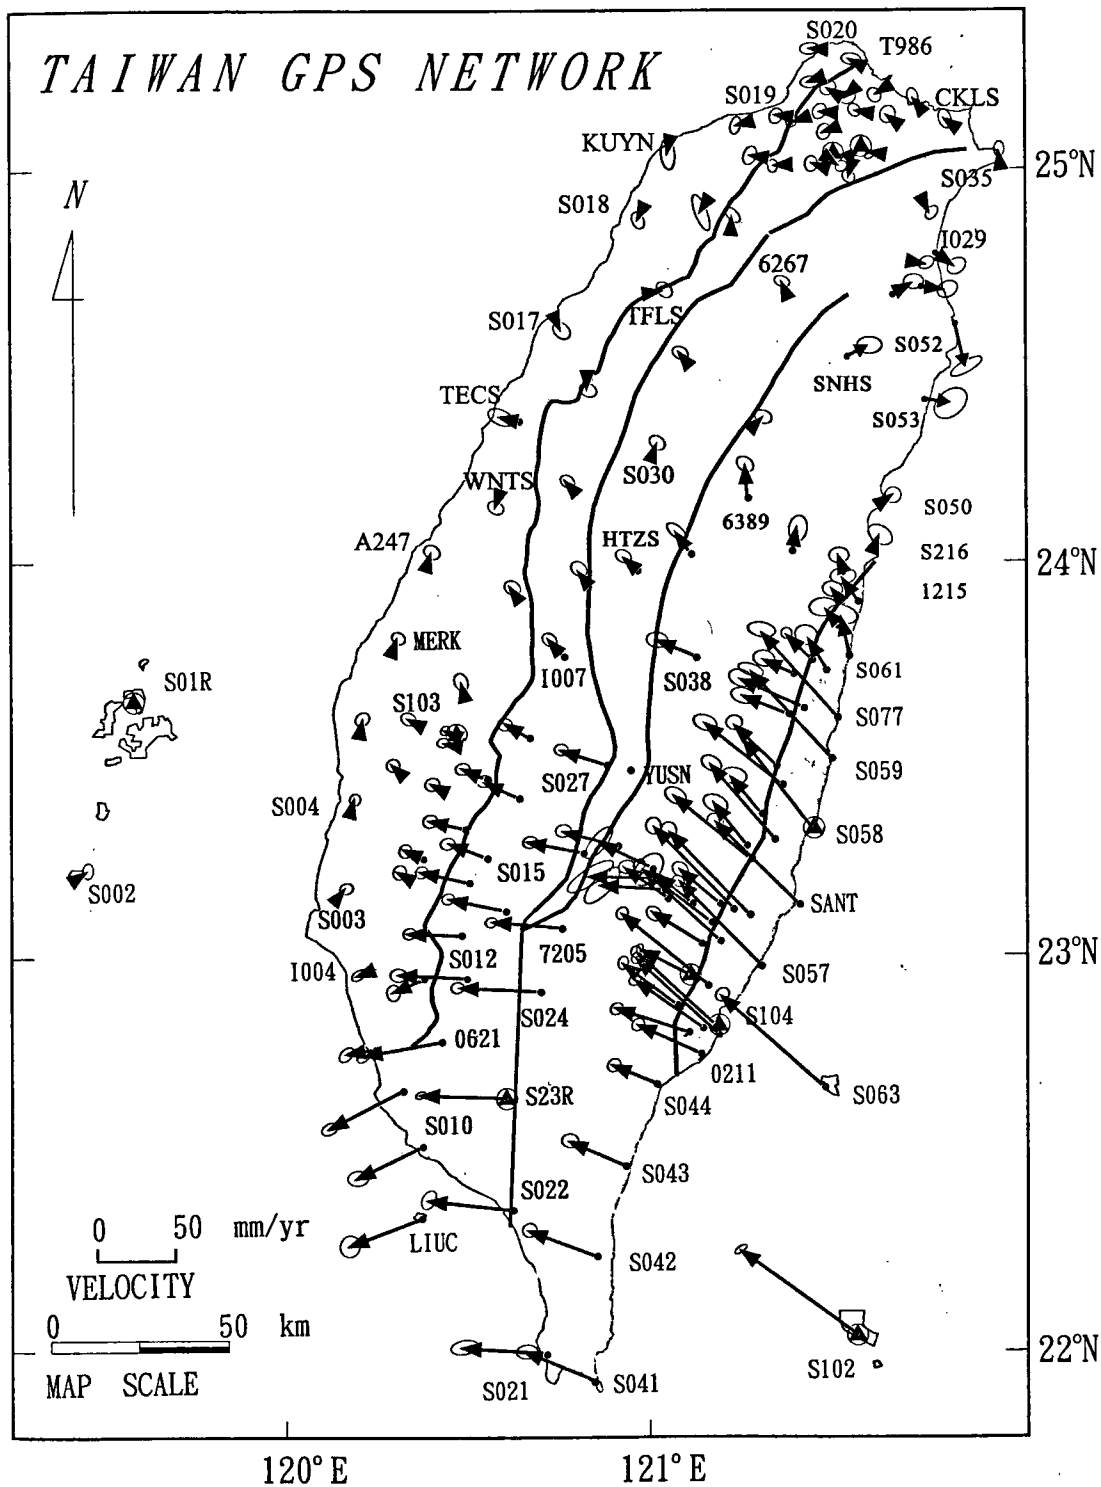 TAIWAN GPS NETWORK
S020
T986
S019
CKLS
KUYN
25°N
S035
N
S018
I029
6267
TFLS
S017
S052
SNHS
TECS
S053
WNTS
S030
S050
6389
A247
HTZS
S216
24°N
1215
MERK
I007
S038
S061
S01R
S103
S077
S027
YUSN
S059
S004
S058
S015
S002
SANT
S003
S012
7205
23°N
I004
S057
S024
S104
0621
0211
S23R
S044
S063
S010
S043
S022
0 50 mm/yr
LIUC
S042
VELOCITY
0 50 km
22°N
MAP SCALE
S021
S041
S102
120°E
121°E